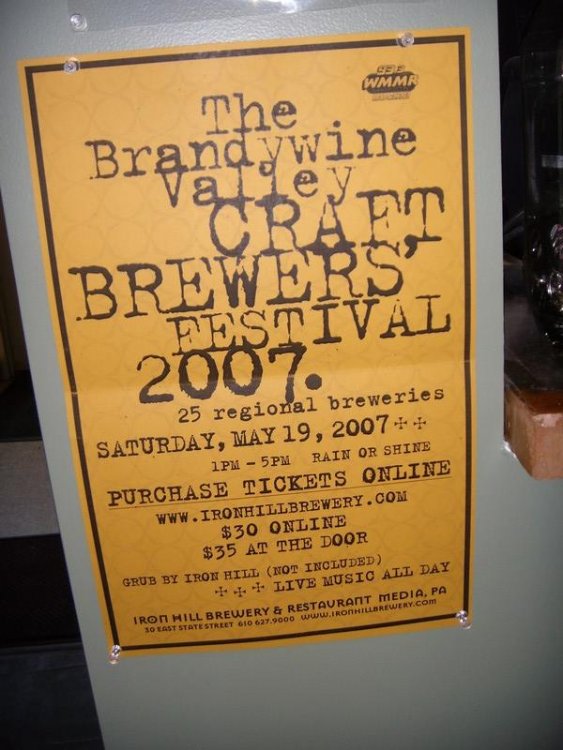 93.3
WMMR
The
Brandywine
Valley
CRAFT
BREWERS'
FESTIVAL
2007.
25 regional breweries
SATURDAY, MAY 19, 2007
1PM - 5PM RAIN OR SHINE
PURCHASE TICKETS ONLINE
WWW.IRONHILLBREWERY.COM
$30 ONLINE
$35 AT THE DOOR
GRUB BY IRON HILL (NOT INCLUDED)
LIVE MUSIC ALL DAY
IRON HILL BREWERY & RESTAURANT MEDIA, PA
30 EAST STATE STREET 610 627.9000 www.IRONHILLBREWERY.COM